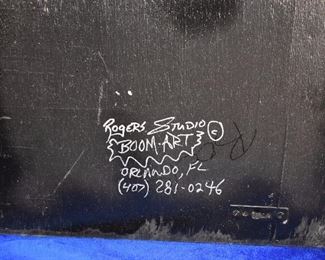 Rogers Studio ©
BOOM-ART
ORLANDO, FL
(407) 281-0246